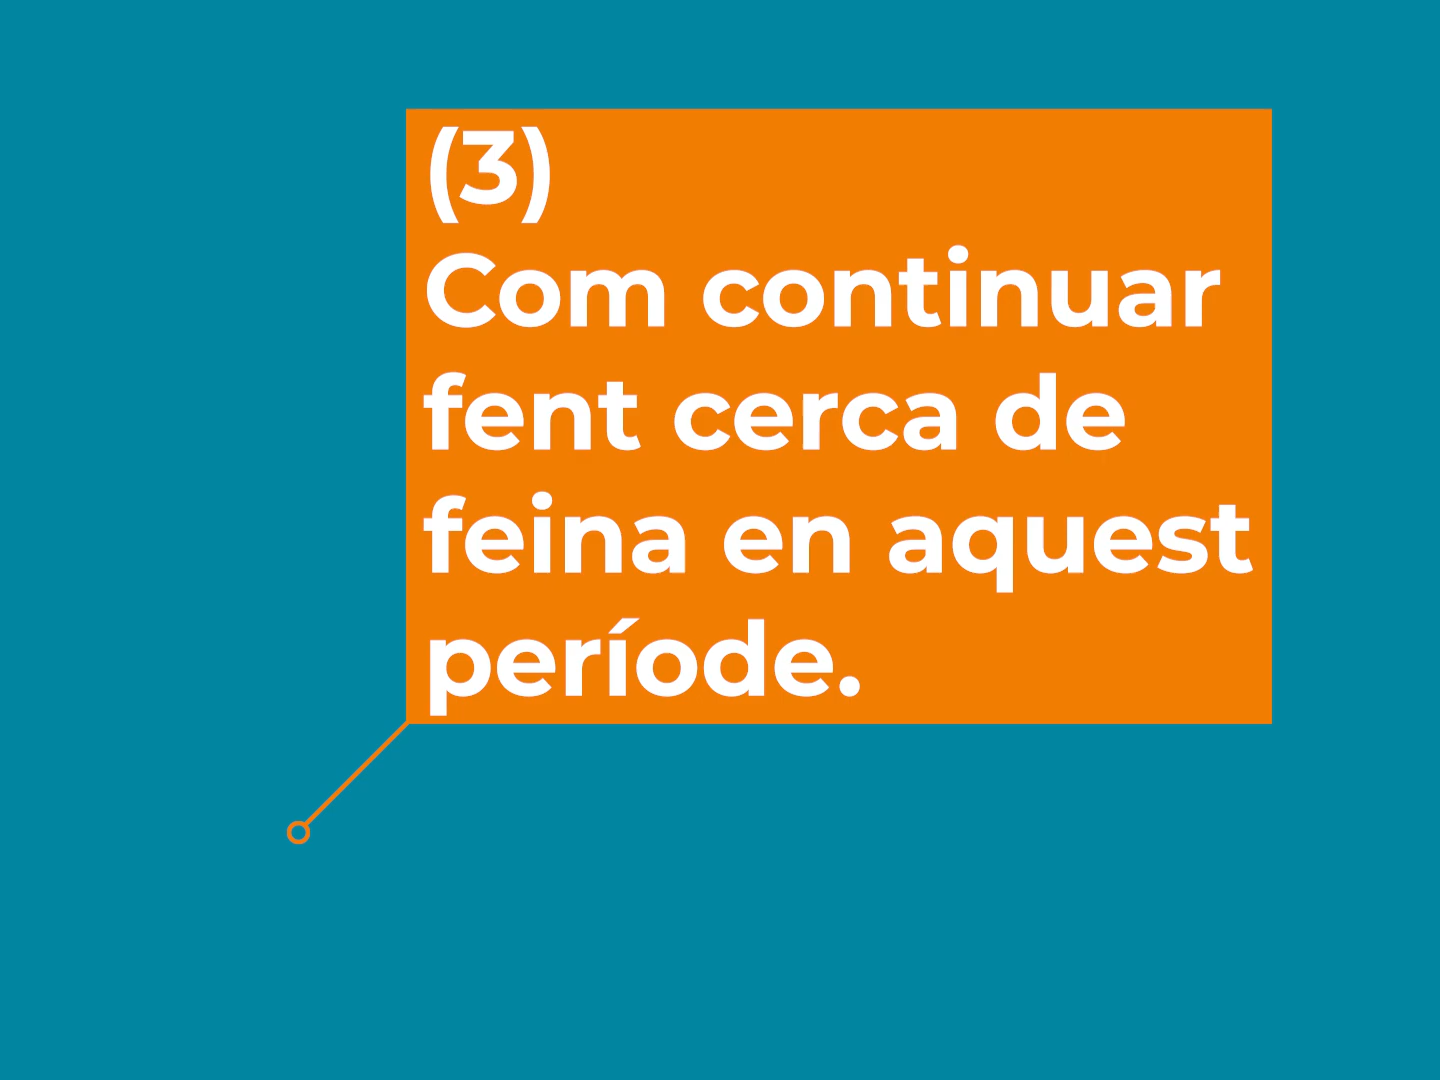 (3)
Com continuar
fent cerca de
feina en aquest
període.